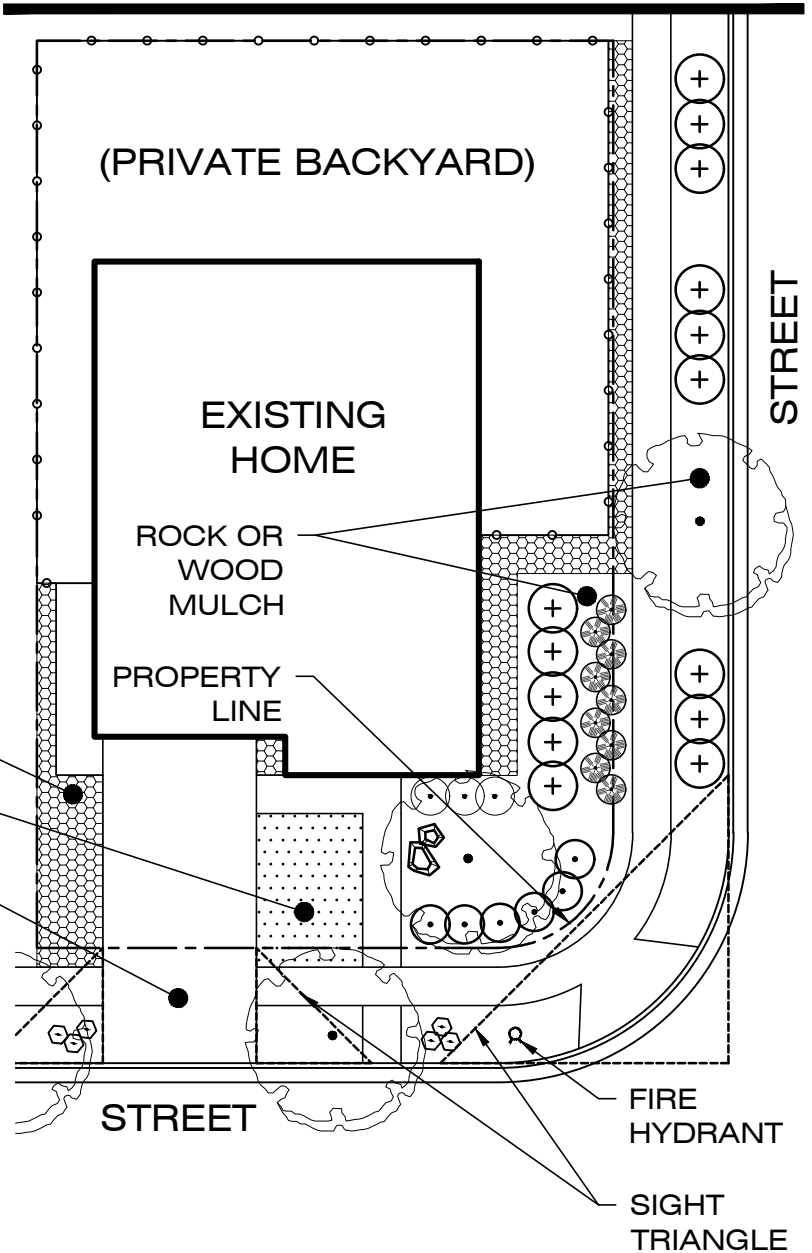 (PRIVATE BACKYARD)
STREET
EXISTING
HOME
ROCK OR
WOOD
MULCH
PROPERTY
LINE
STREET
FIRE
HYDRANT
SIGHT
TRIANGLE